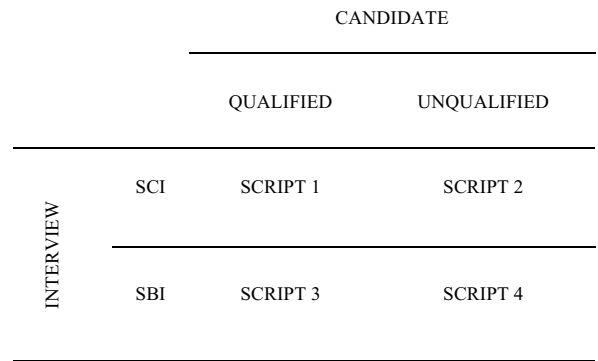 CANDIDATE
QUALIFIED UNQUALIFIED
INTERVIEW
SCI SCRIPT 1 SCRIPT 2
SBI SCRIPT 3 SCRIPT 4